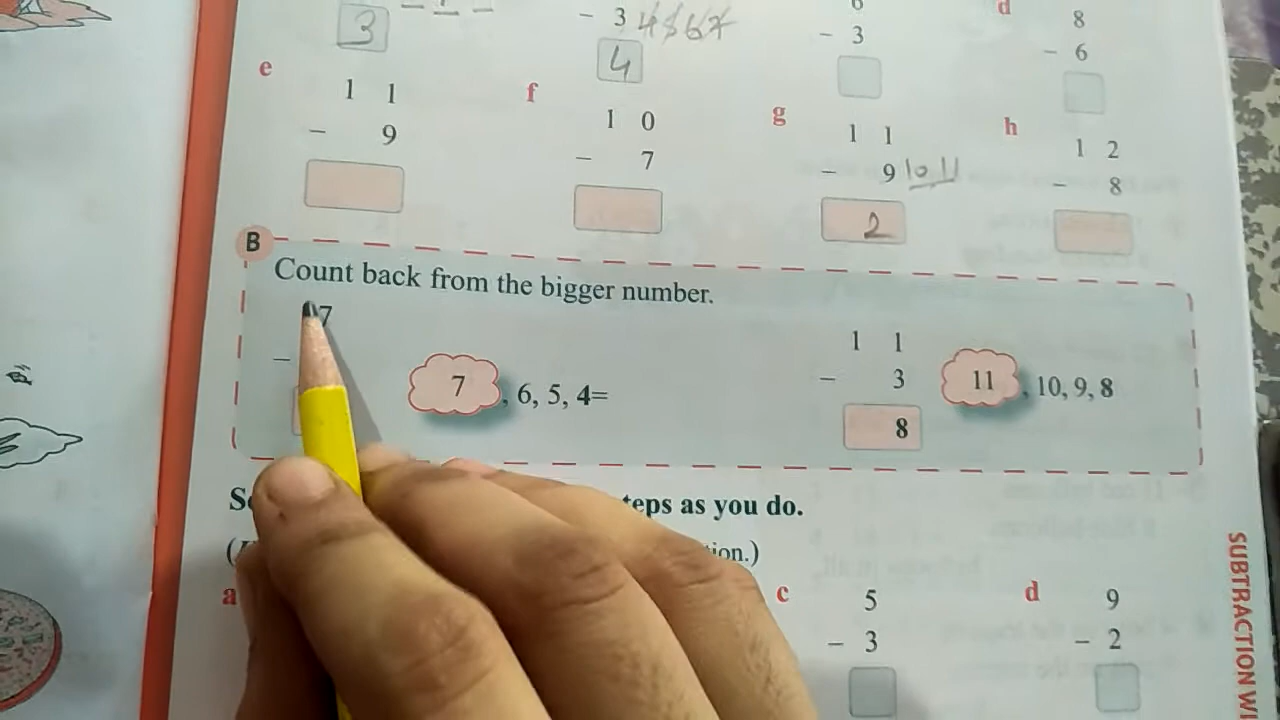 3
- 3 4 5 6 7
4
- 3
d 8
- 6
e 1 1
- 9
f 1 0
- 7
g 1 1
- 9 10 11
2
h 1 2
- 8
B
Count back from the bigger number.
7
-
7, 6, 5, 4=
1 1
- 3
8
11, 10, 9, 8
teps as you do.
ion.)
a
c 5
- 3
d 9
- 2
SUBTRACTION WI